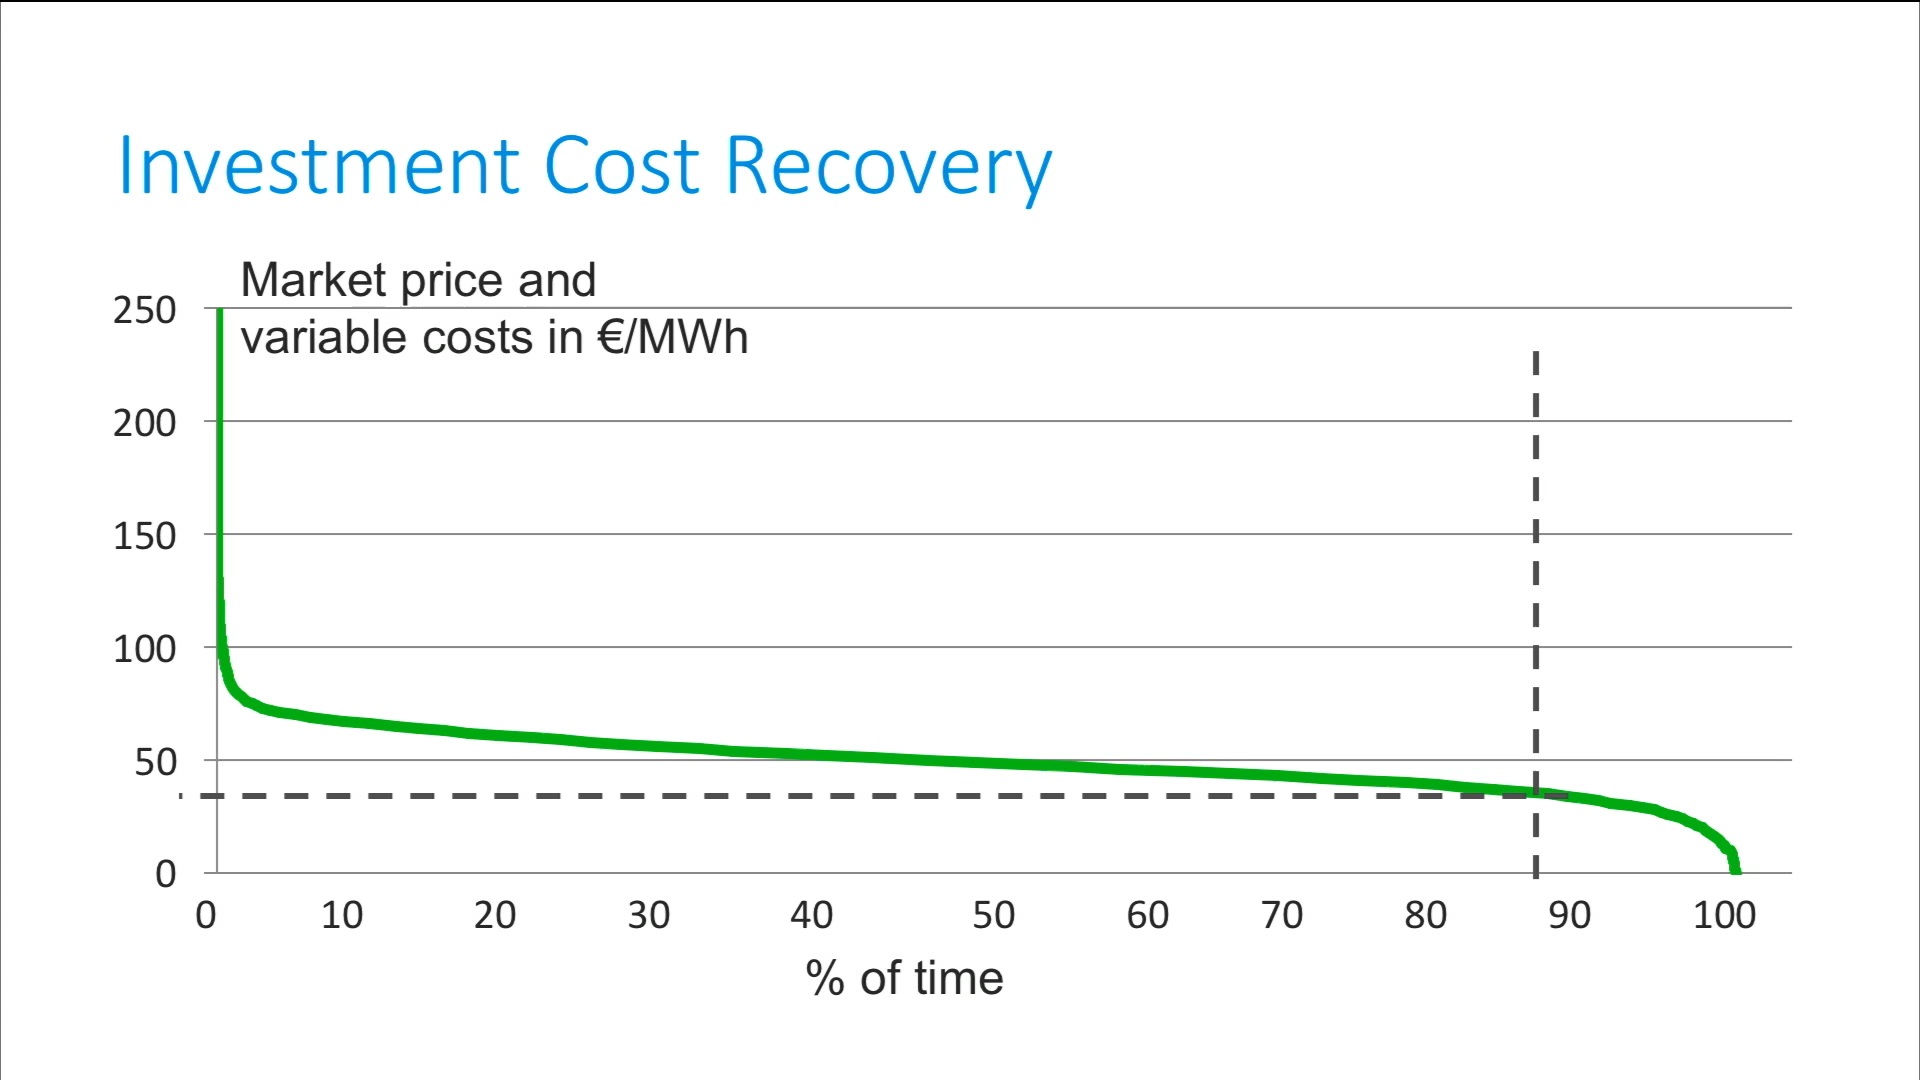 Investment Cost Recovery
Market price and
variable costs in €/MWh
250
200
150
100
50
0
0 10 20 30 40 50 60 70 80 90 100
% of time